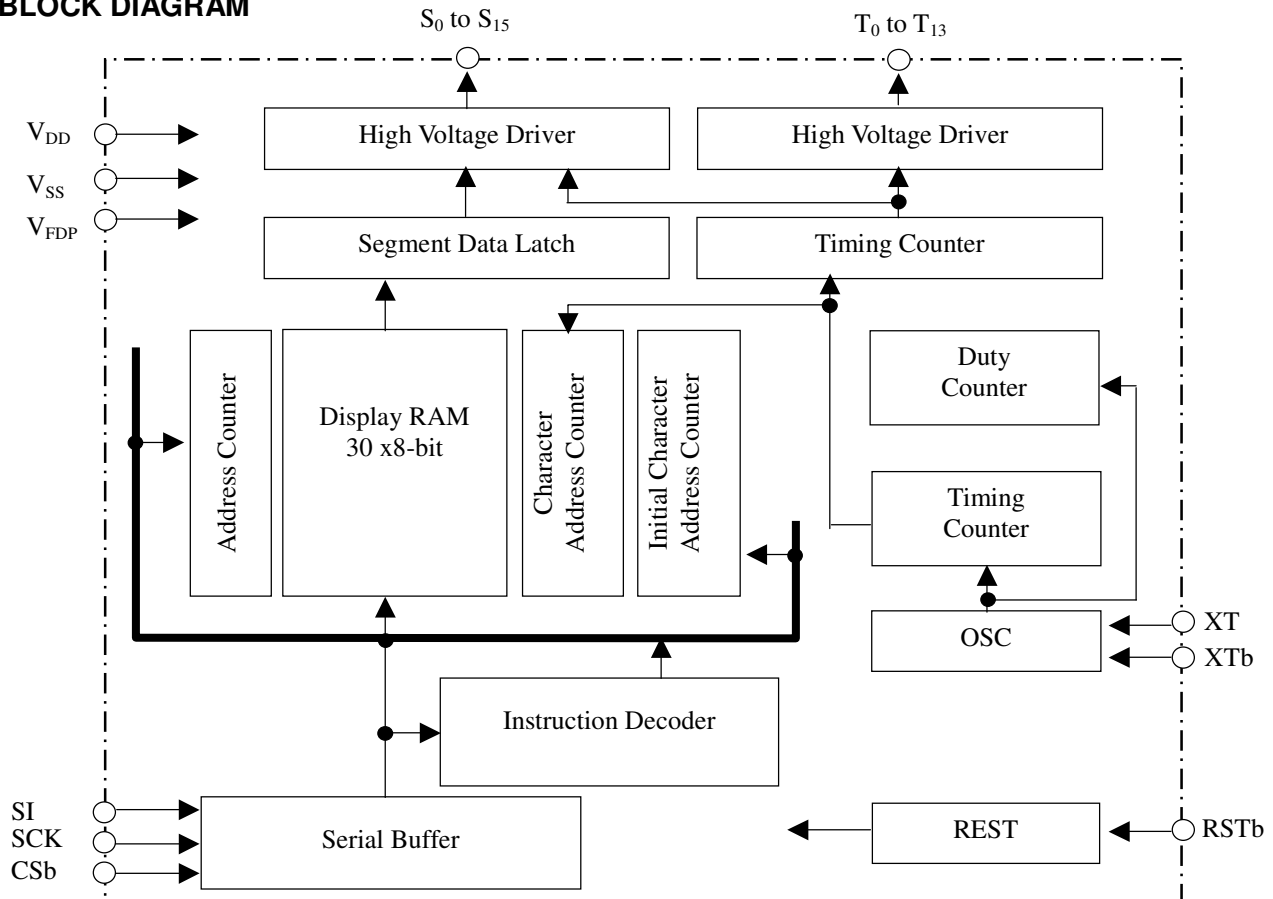 BLOCK DIAGRAM
S0 to S15
T0 to T13
VDD
High Voltage Driver
High Voltage Driver
VSS
VFDP
Segment Data Latch
Timing Counter
Address Counter
Display RAM
30 x8-bit
Character
Address Counter
Initial Character
Address Counter
Duty
Counter
Timing
Counter
OSC
XT
XTb
Instruction Decoder
SI
SCK
CSb
Serial Buffer
REST
RSTb